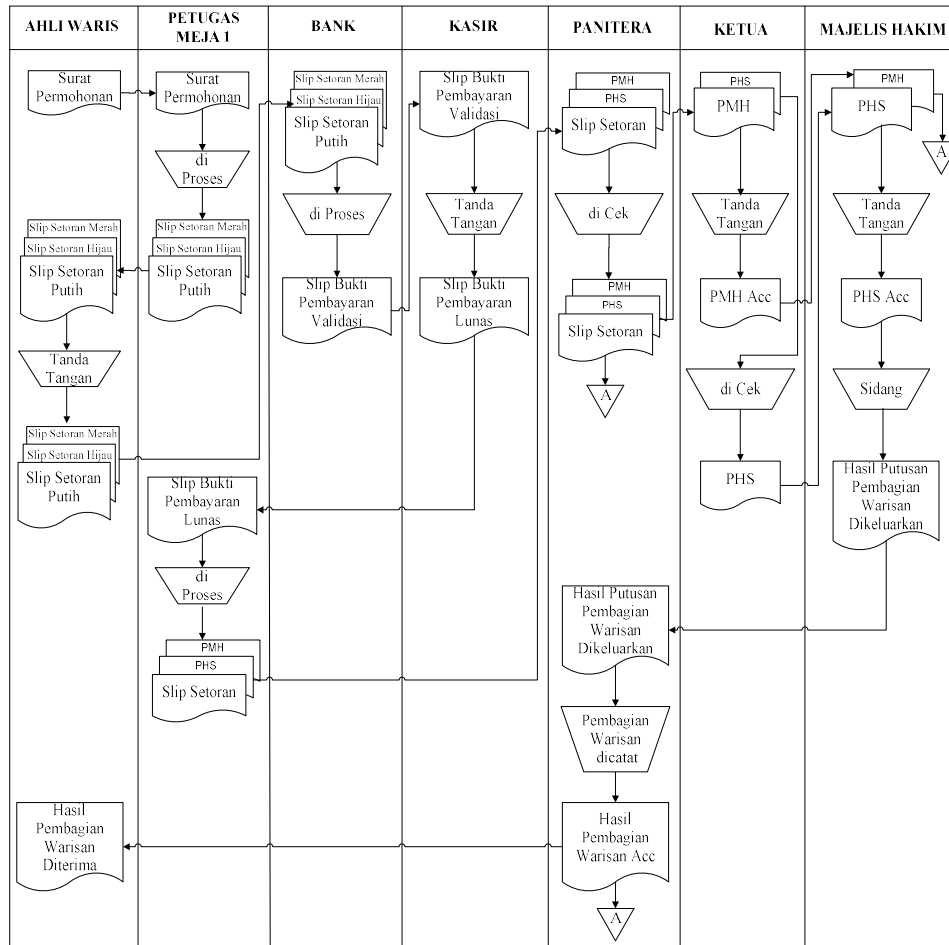 AHLI WARIS
PETUGAS
MEJA 1
BANK
KASIR
PANITERA
KETUA
MAJELIS HAKIM
Surat
Permohonan
Slip Setoran Merah
Slip Setoran Hijau
Slip Setoran
Putih
Tanda
Tangan
Slip Setoran Merah
Slip Setoran Hijau
Slip Setoran
Putih
Hasil
Pembagian
Warisan
Diterima
Surat
Permohonan
di
Proses
Slip Setoran Merah
Slip Setoran Hijau
Slip Setoran
Putih
Slip Bukti
Pembayaran
Lunas
di
Proses
PMH
PHS
Slip Setoran
Slip Setoran Merah
Slip Setoran Hijau
Slip Setoran
Putih
di Proses
Slip Bukti
Pembayaran
Validasi
Slip Bukti
Pembayaran
Validasi
Tanda
Tangan
Slip Bukti
Pembayaran
Lunas
PMH
PHS
Slip Setoran
di Cek
PMH
PHS
Slip Setoran
A
Hasil Putusan
Pembagian
Warisan
Dikeluarkan
Pembagian
Warisan
dicatat
Hasil
Pembagian
Warisan Acc
A
PHS
PMH
Tanda
Tangan
PMH Acc
di Cek
PHS
PMH
PHS
A
Tanda
Tangan
PHS Acc
Sidang
Hasil Putusan
Pembagian
Warisan
Dikeluarkan